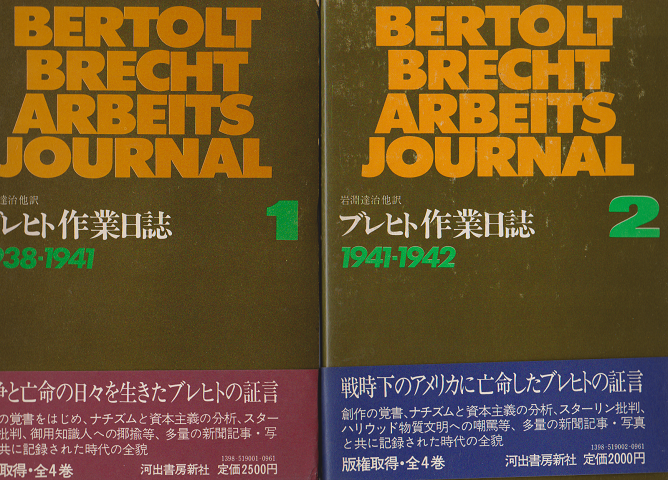 BERTOLT
BRECHT
ARBEITS
JOURNAL
達治他訳
ブレヒト作業日誌
1
938-1941
争と亡命の日々を生きたブレヒトの証言
の覚書をはじめ、ナチズムと資本主義の分析、スター
批判、御用知識人への揶揄等、多量の新聞記事・写
に記録された時代の全貌
1398-519001-0961
取得・全4巻
河出書房新社
定価2500円
BERTOLT
BRECHT
ARBEITS
JOURNAL
岩淵達治他訳
ブレヒト作業日誌
2
1941-1942
戦時下のアメリカに亡命したブレヒトの証言
創作の覚書、ナチズムと資本主義の分析、スターリン批判、
ハリウッド物質文明への嘲罵等、多量の新聞記事・写真
と共に記録された時代の全貌
1398-519002-0961
版権取得・全4巻
河出書房新社
定価2000円